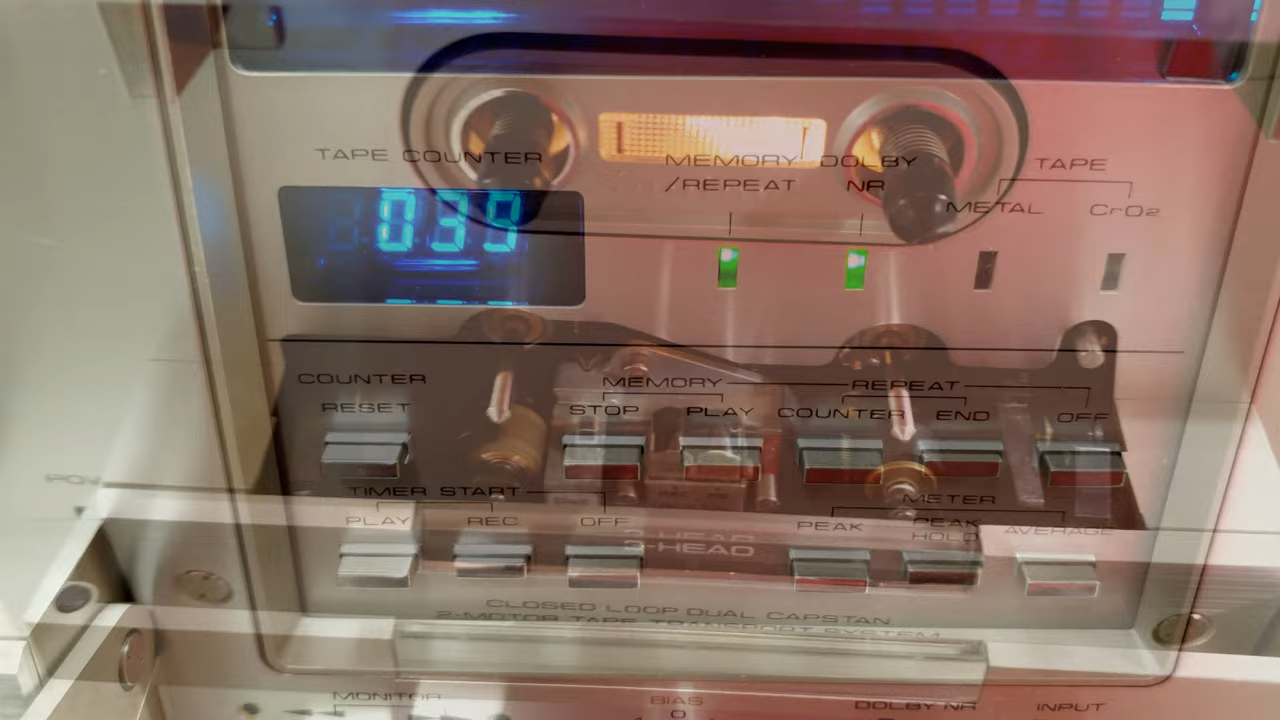 TAPE COUNTER
MEMORY
/REPEAT
DOLBY
NR
TAPE
METAL
CrO2
039
COUNTER
RESET
MEMORY
REPEAT
STOP
PLAY
COUNTER
END
OFF
TIMER START
PLAY
REC
OFF
METER
PEAK
PEAK
HOLD
AVERAGE
3-HEAD
CLOSED LOOP DUAL CAPSTAN
2-MOTOR TAPE TRANSPORT SYSTEM
MONITOR
BIAS
0
DOLBY NR
INPUT